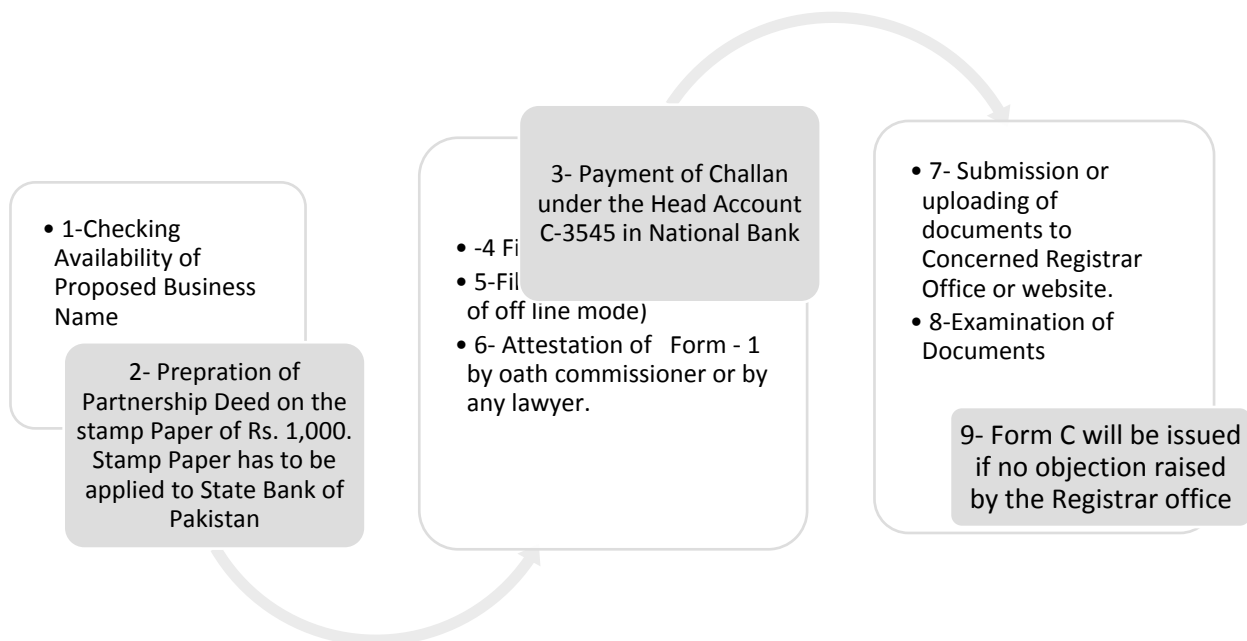 • 1-Checking
Availability of
Proposed Business
Name
2- Prepration of
Partnership Deed on the
stamp Paper of Rs. 1,000.
Stamp Paper has to be
applied to State Bank of
Pakistan
3- Payment of Challan
under the Head Account
C-3545 in National Bank
• -4
• 5-
of off line mode)
• 6- Attestation of Form - 1
by oath commissioner or by
any lawyer.
• 7- Submission or
uploading of
documents to
Concerned Registrar
Office or website.
• 8-Examination of
Documents
9- Form C will be issued
if no objection raised
by the Registrar office